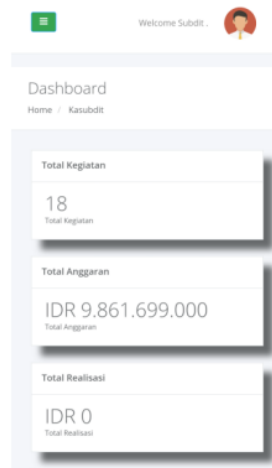 Welcome Subdit .
Dashboard
Home / Kasubdit
Total Kegiatan
18
Total Kegiatan
Total Anggaran
IDR 9.861.699.000
Total Anggaran
Total Realisasi
IDR 0
Total Realisasi